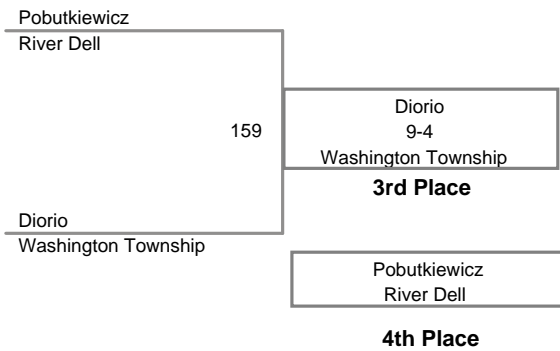 Pobutkiewicz
River Dell
159
Diorio
9-4
Washington Township
3rd Place
Diorio
Washington Township
Pobutkiewicz
River Dell
4th Place